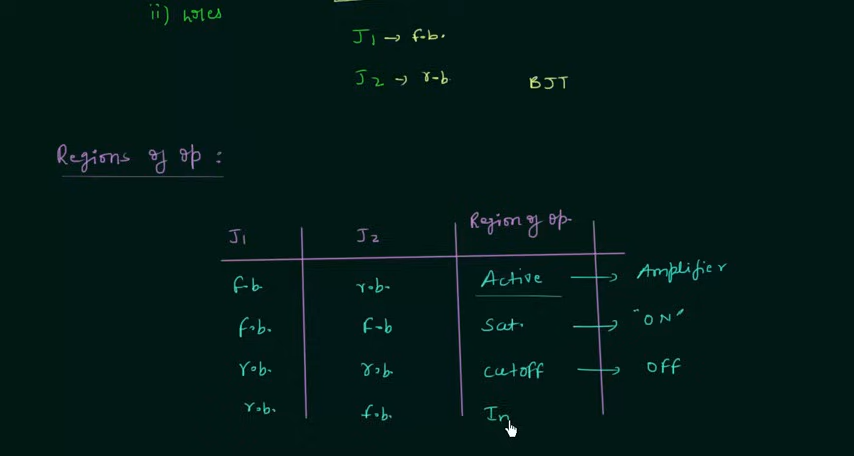 ii) holes
J1 → f.b.
J2 → r.b.
BJT
Regions of op :
J1 J2 Region of op.
f.b. r.b. Active → Amplifier
f.b. f.b Sat. → "ON"
r.b. r.b. cutoff → off
r.b. f.b. In